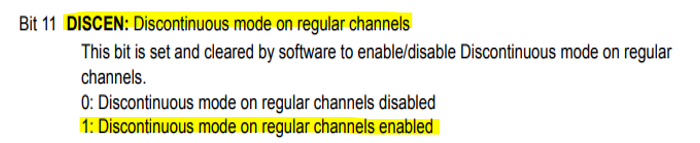 Bit 11 DISCEN: Discontinuous mode on regular channels
This bit is set and cleared by software to enable/disable Discontinuous mode on regular
channels.
0: Discontinuous mode on regular channels disabled
1: Discontinuous mode on regular channels enabled